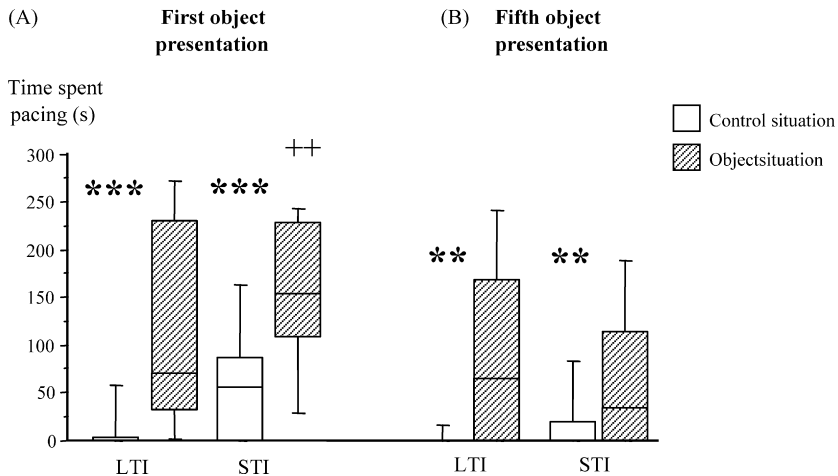 (A)
First object
presentation
(B)
Fifth object
presentation
Time spent
pacing (s)
Control situation
Objectsituation
300
250
200
150
100
50
0
***
***
++
**
**
LTI
STI
LTI
STI